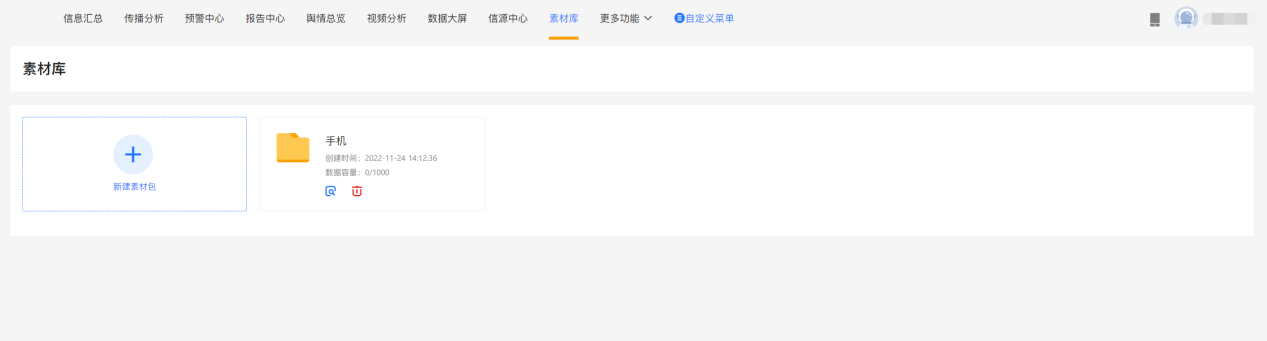 信息汇总 传播分析 预警中心 报告中心 舆情总览 视频分析 数据大屏 信源中心 素材库 更多功能 自定义菜单
素材库
新建素材包
手机
创建时间：2022-11-24 14:12:36
数据容量：0/1000